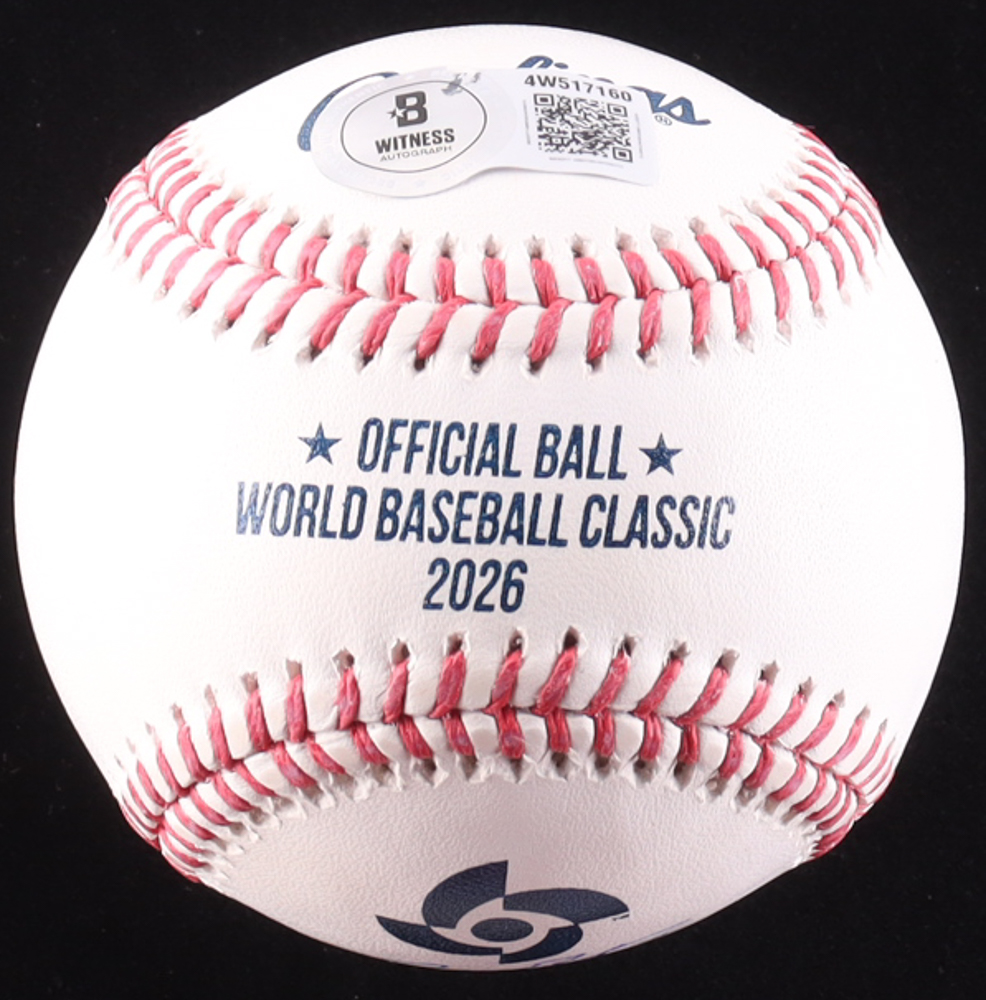 4W517160
B
WITNESS
AUTOGRAPH
®
★ OFFICIAL BALL ★
WORLD BASEBALL CLASSIC
2026